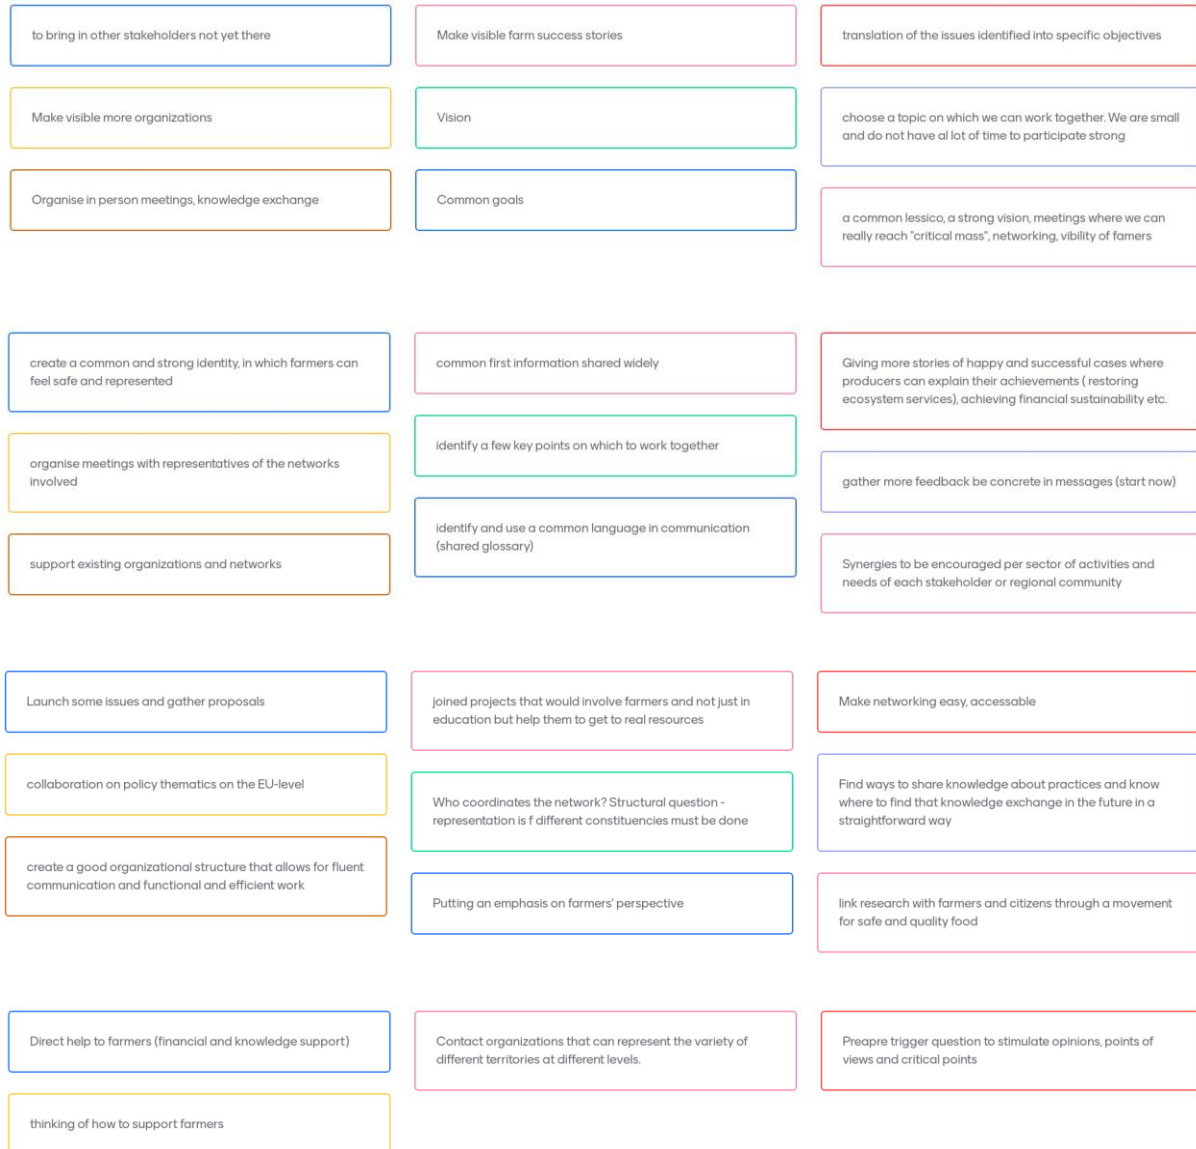 to bring in other stakeholders not yet there
Make visible more organizations
Organise in person meetings, knowledge exchange
Make visible farm success stories
Vision
Common goals
translation of the issues identified into specific objectives
choose a topic on which we can work together. We are small
and do not have al lot of time to participate strong
a common lessico, a strong vision, meetings where we can
really reach "critical mass", networking, vibility of famers
create a common and strong identity, in which farmers can
feel safe and represented
organise meetings with representatives of the networks
involved
support existing organizations and networks
common first information shared widely
identify a few key points on which to work together
identify and use a common language in communication
(shared glossary)
Giving more stories of happy and successful cases where
producers can explain their achievements ( restoring
ecosystem services), achieving financial sustainability etc.
gather more feedback be concrete in messages (start now)
Synergies to be encouraged per sector of activities and
needs of each stakeholder or regional community
Launch some issues and gather proposals
collaboration on policy thematics on the EU-level
create a good organizational structure that allows for fluent
communication and functional and efficient work
joined projects that would involve farmers and not just in
education but help them to get to real resources
Who coordinates the network? Structural question -
representation is f different constituencies must be done
Putting an emphasis on farmers' perspective
Make networking easy, accessable
Find ways to share knowledge about practices and know
where to find that knowledge exchange in the future in a
straightforward way
link research with farmers and citizens through a movement
for safe and quality food
Direct help to farmers (financial and knowledge support)
thinking of how to support farmers
Contact organizations that can represent the variety of
different territories at different levels.
Preapre trigger question to stimulate opinions, points of
views and critical points